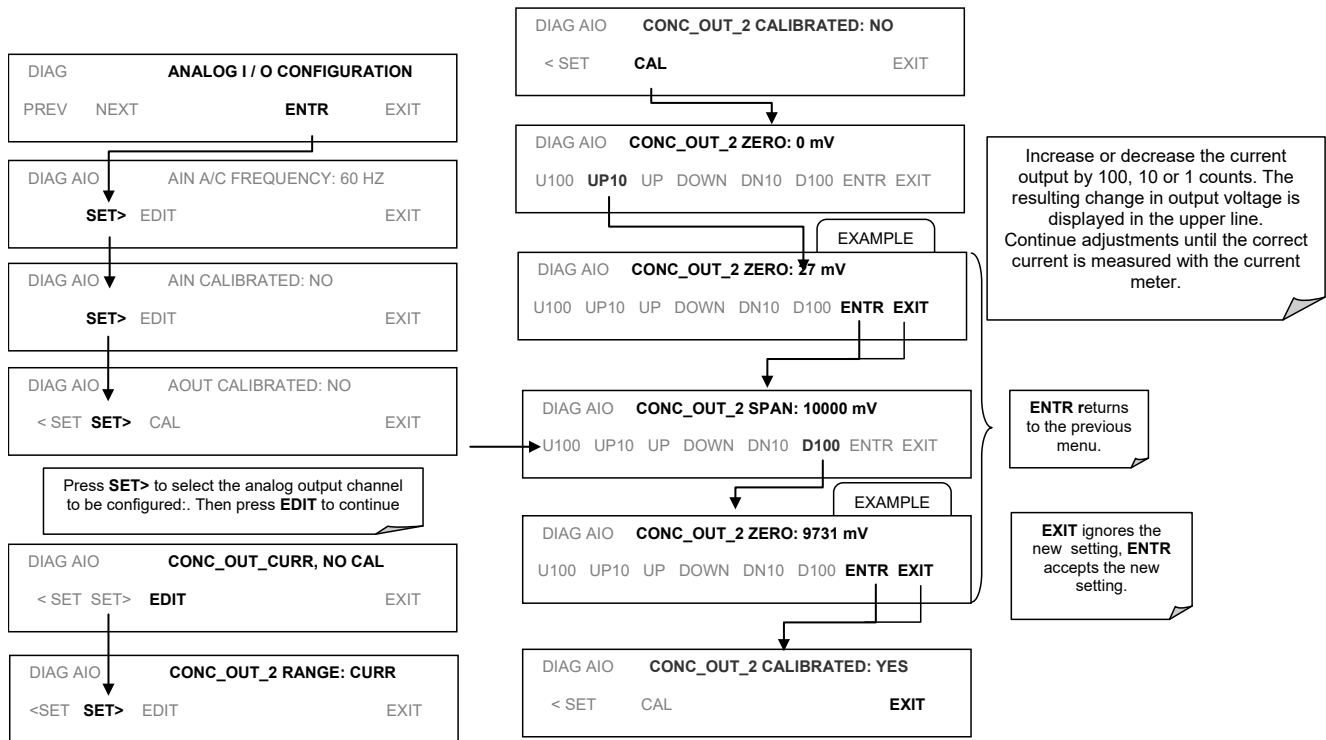 DIAG ANALOG I / O CONFIGURATION
PREV NEXT ENTR EXIT
DIAG AIO AIN A/C FREQUENCY: 60 HZ
SET> EDIT EXIT
DIAG AIO AIN CALIBRATED: NO
SET> EDIT EXIT
DIAG AIO AOUT CALIBRATED: NO
< SET SET> CAL EXIT
Press SET> to select the analog output channel
to be configured:. Then press EDIT to continue
DIAG AIO CONC_OUT_CURR, NO CAL
< SET SET> EDIT EXIT
DIAG AIO CONC_OUT_2 RANGE: CURR
<SET SET> EDIT EXIT
DIAG AIO CONC_OUT_2 CALIBRATED: NO
< SET CAL EXIT
DIAG AIO CONC_OUT_2 ZERO: 0 mV
U100 UP10 UP DOWN DN10 D100 ENTR EXIT
EXAMPLE
DIAG AIO CONC_OUT_2 ZERO: 27 mV
U100 UP10 UP DOWN DN10 D100 ENTR EXIT
DIAG AIO CONC_OUT_2 SPAN: 10000 mV
U100 UP10 UP DOWN DN10 D100 ENTR EXIT
EXAMPLE
DIAG AIO CONC_OUT_2 ZERO: 9731 mV
U100 UP10 UP DOWN DN10 D100 ENTR EXIT
DIAG AIO CONC_OUT_2 CALIBRATED: YES
< SET CAL EXIT
Increase or decrease the current
output by 100, 10 or 1 counts. The
resulting change in output voltage is
displayed in the upper line.
Continue adjustments until the correct
current is measured with the current
meter.
ENTR returns
to the previous
menu.
EXIT ignores the
new setting, ENTR
accepts the new
setting.